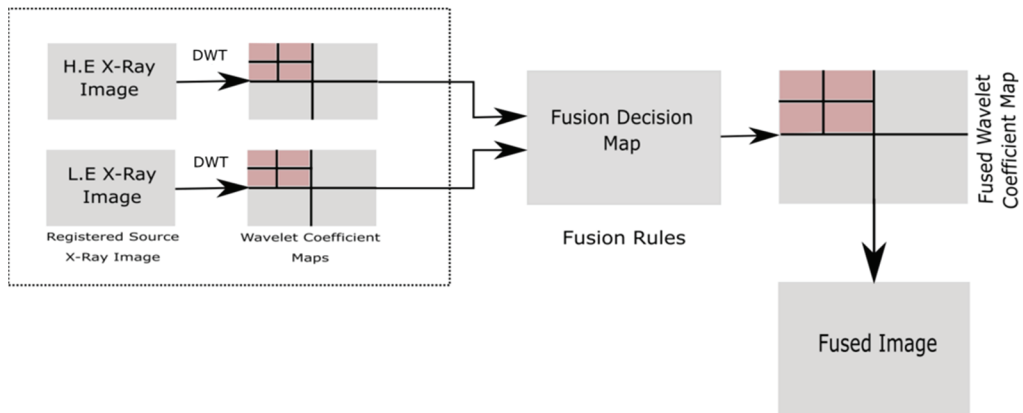 H.E X-Ray
Image
DWT
L.E X-Ray
Image
DWT
Registered Source
X-Ray Image
Wavelet Coefficient
Maps
Fusion Decision
Map
Fusion Rules
Fused Wavelet
Coefficient Map
Fused Image